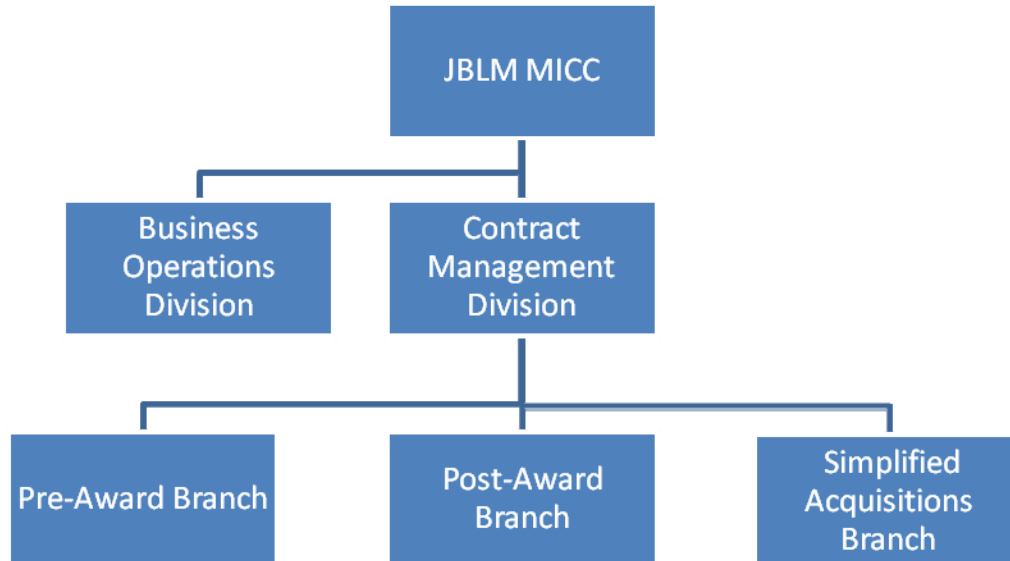 JBLM MICC
Business
Operations
Division
Contract
Management
Division
Pre-Award Branch
Post-Award
Branch
Simplified
Acquisitions
Branch